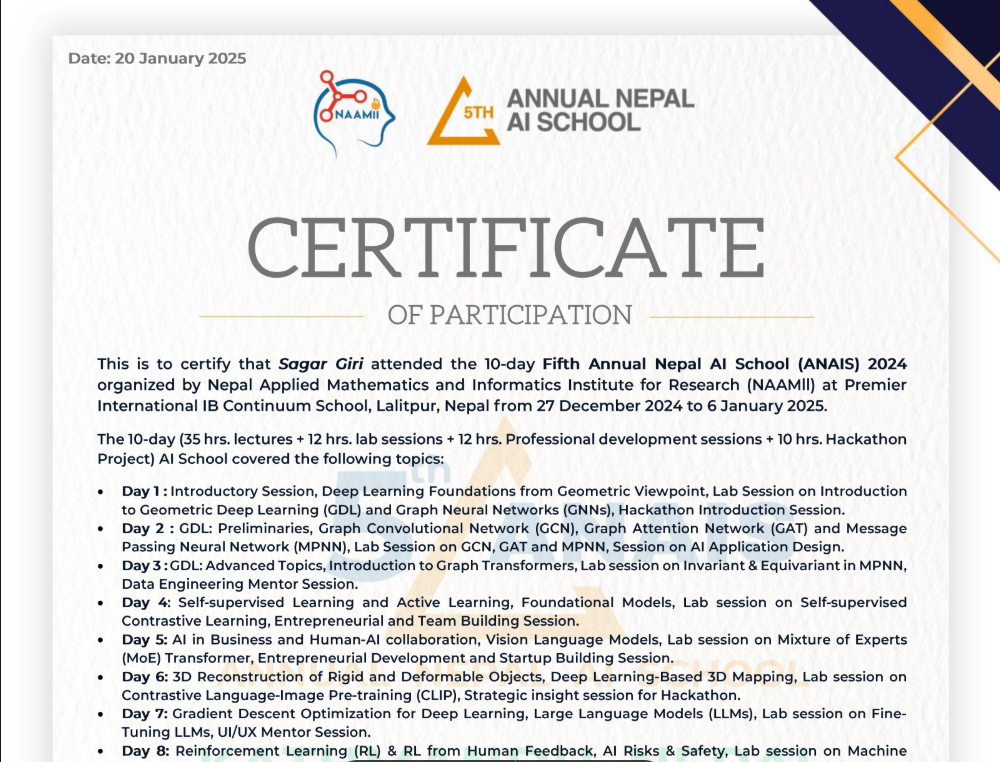 Date: 20 January 2025
NAAMII
5TH
ANNUAL NEPAL
AI SCHOOL
CERTIFICATE
OF PARTICIPATION
This is to certify that Sagar Giri attended the 10-day Fifth Annual Nepal AI School (ANAIS) 2024
organized by Nepal Applied Mathematics and Informatics Institute for Research (NAAMII) at Premier
International IB Continuum School, Lalitpur, Nepal from 27 December 2024 to 6 January 2025.
The 10-day (35 hrs. lectures + 12 hrs. lab sessions + 12 hrs. Professional development sessions + 10 hrs. Hackathon
Project) AI School covered the following topics:
• Day 1 : Introductory Session, Deep Learning Foundations from Geometric Viewpoint, Lab Session on Introduction
to Geometric Deep Learning (GDL) and Graph Neural Networks (GNNs), Hackathon Introduction Session.
• Day 2 : GDL: Preliminaries, Graph Convolutional Network (GCN), Graph Attention Network (GAT) and Message
Passing Neural Network (MPNN), Lab Session on GCN, GAT and MPNN, Session on AI Application Design.
• Day 3 : GDL: Advanced Topics, Introduction to Graph Transformers, Lab session on Invariant & Equivariant in MPNN,
Data Engineering Mentor Session.
• Day 4: Self-supervised Learning and Active Learning, Foundational Models, Lab session on Self-supervised
Contrastive Learning, Entrepreneurial and Team Building Session.
• Day 5: AI in Business and Human-AI collaboration, Vision Language Models, Lab session on Mixture of Experts
(MoE) Transformer, Entrepreneurial Development and Startup Building Session.
• Day 6: 3D Reconstruction of Rigid and Deformable Objects, Deep Learning-Based 3D Mapping, Lab session on
Contrastive Language-Image Pre-training (CLIP), Strategic insight session for Hackathon.
• Day 7: Gradient Descent Optimization for Deep Learning, Large Language Models (LLMs), Lab session on Fine-
Tuning LLMs, UI/UX Mentor Session.
• Day 8: Reinforcement Learning (RL) & RL from Human Feedback, AI Risks & Safety, Lab session on Machine
5th
ANAIS
ANNUAL NEPAL AI SCHOOL